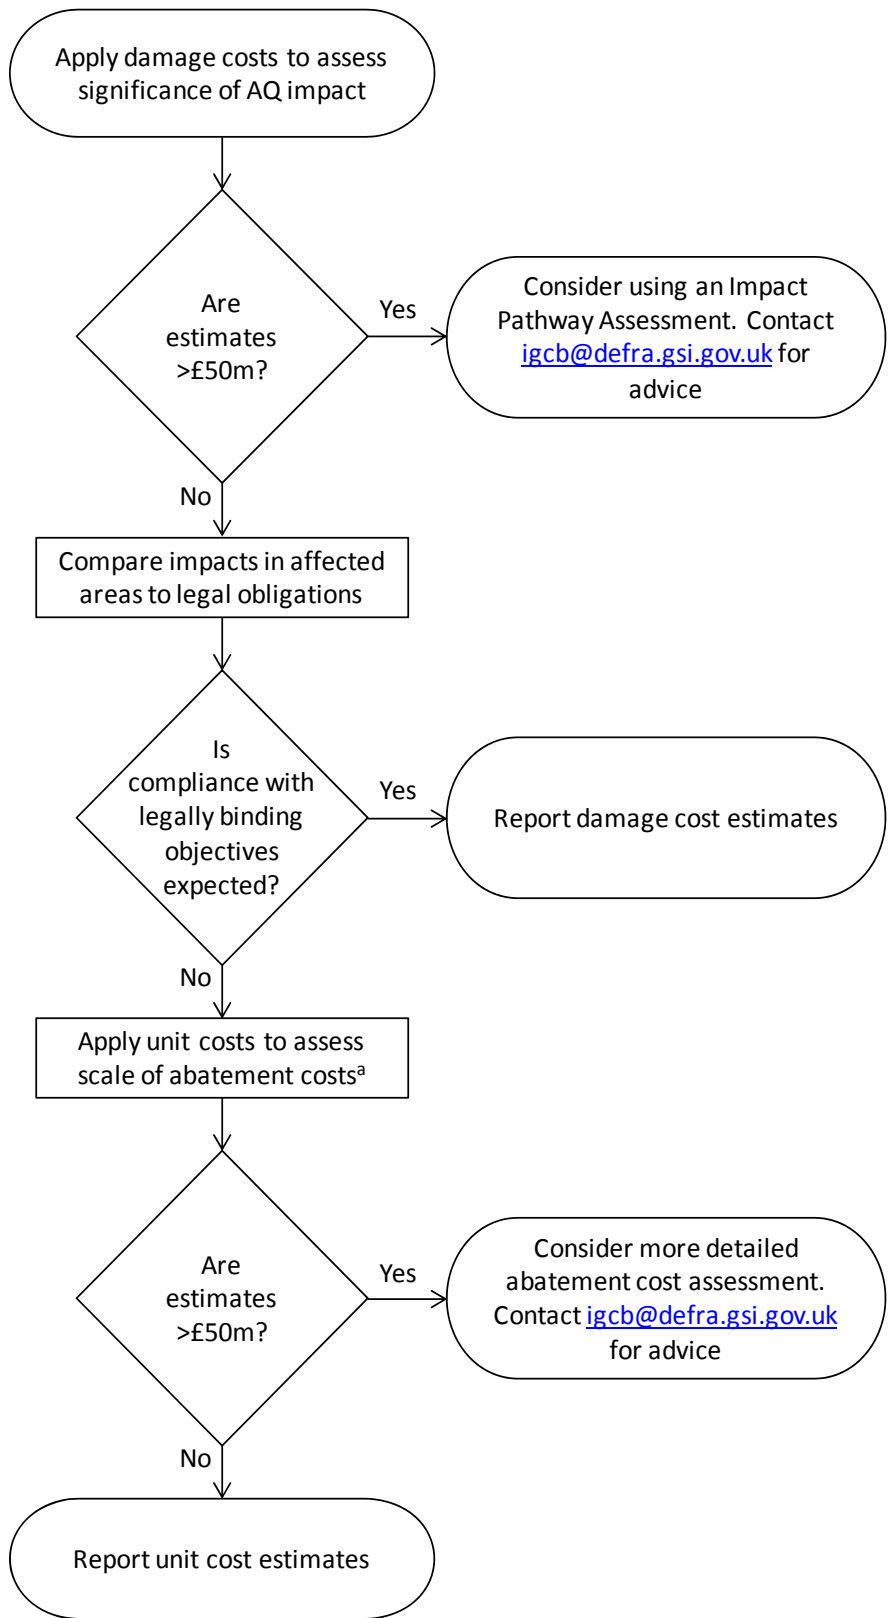 Apply damage costs to assess
significance of AQ impact
Are
estimates
>£50m?
Yes
Consider using an Impact
Pathway Assessment. Contact
igcb@defra.gsi.gov.uk for
advice
No
Compare impacts in affected
areas to legal obligations
Is
compliance with
legally binding
objectives
expected?
Yes
Report damage cost estimates
No
Apply unit costs to assess
scale of abatement costsᵃ
Are
estimates
>£50m?
Yes
Consider more detailed
abatement cost assessment.
Contact igcb@defra.gsi.gov.uk
for advice
No
Report unit cost estimates